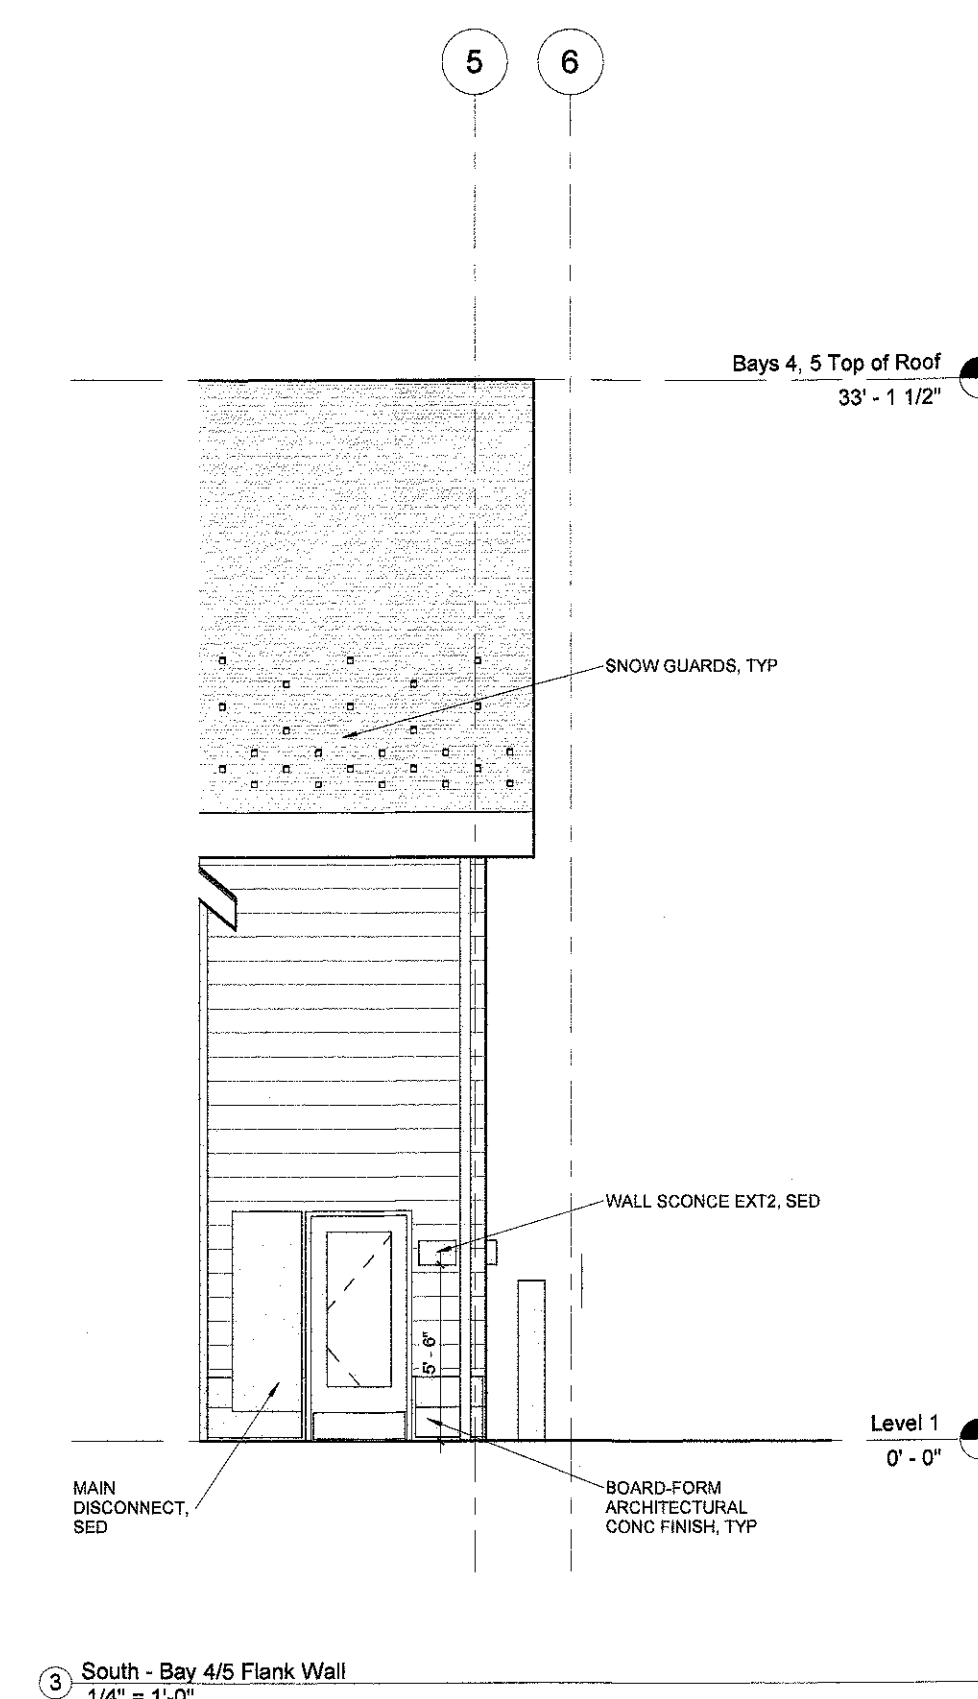 5
6
Bays 4, 5 Top of Roof
33' - 1 1/2"
SNOW GUARDS, TYP
WALL SCONCE EXT2, SED
5' - 6"
Level 1
0' - 0"
MAIN
DISCONNECT,
SED
BOARD-FORM
ARCHITECTURAL
CONC FINISH, TYP
3
South - Bay 4/5 Flank Wall
1/4" = 1'-0"